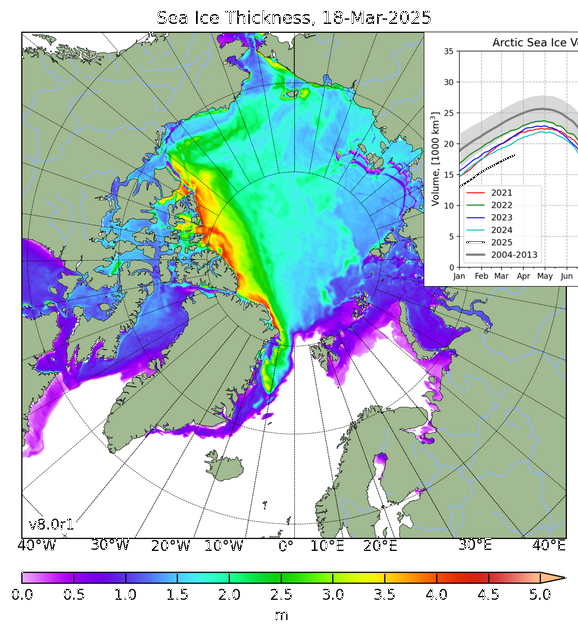 Sea Ice Thickness, 18-Mar-2025
Arctic Sea Ice V
Volume, [1000 km³]
35
30
25
20
15
10
5
0
2021
2022
2023
2024
2025
2004-2013
Jan Feb Mar Apr May Jun
v8.0r1
40°W 30°W 20°W 10°W 0° 10°E 20°E 30°E 40°E
0.0 0.5 1.0 1.5 2.0 2.5 3.0 3.5 4.0 4.5 5.0
m